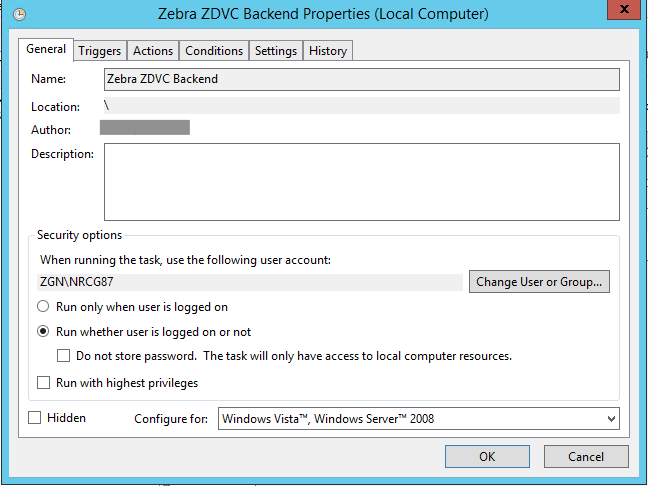 Zebra ZDVC Backend Properties (Local Computer)
x
General Triggers Actions Conditions Settings History
Name: Zebra ZDVC Backend
Location: \
Author:
Description:
Security options
When running the task, use the following user account:
ZGN\NRCG87 Change User or Group...
Run only when user is logged on
Run whether user is logged on or not
Do not store password. The task will only have access to local computer resources.
Run with highest privileges
Hidden Configure for: Windows Vista™, Windows Server™ 2008
OK Cancel